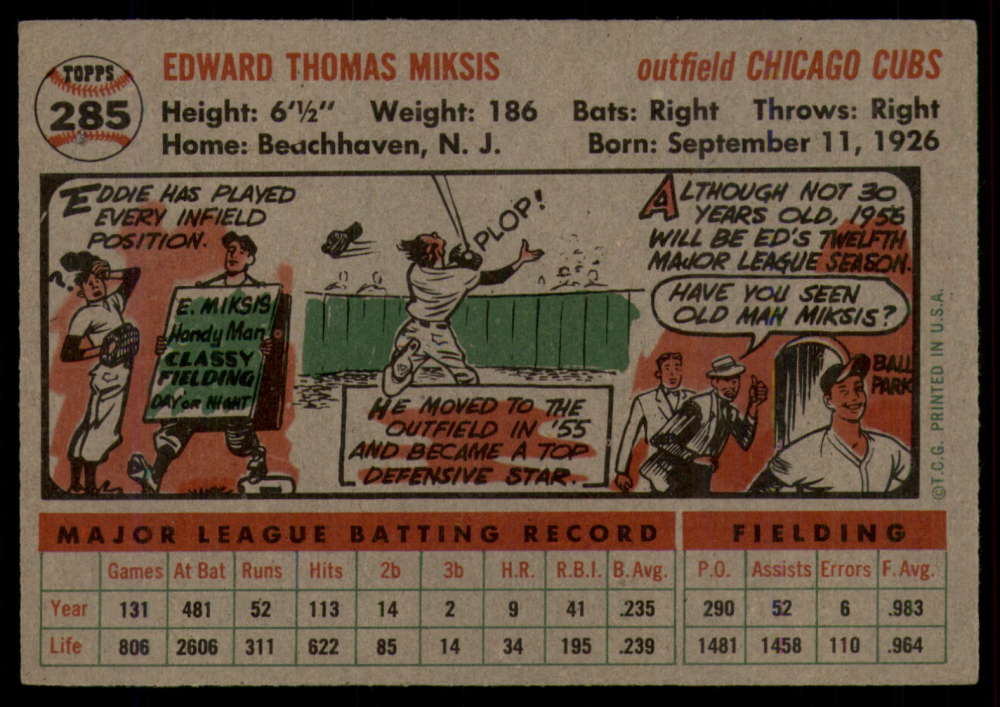 TOPPS
285
EDWARD THOMAS MIKSIS
outfield CHICAGO CUBS
Height: 6'½" Weight: 186 Bats: Right Throws: Right
Home: Beachhaven, N. J. Born: September 11, 1926
EDDIE HAS PLAYED
EVERY INFIELD
POSITION.
? ?
E. MIKSIS
Handy Man
CLASSY
FIELDING
DAY OR NIGHT
PLOP!
HE MOVED TO THE
OUTFIELD IN '55
AND BECAME A TOP
DEFENSIVE STAR.
ALTHOUGH NOT 30
YEARS OLD, 1956
WILL BE ED'S TWELFTH
MAJOR LEAGUE SEASON.
HAVE YOU SEEN
OLD MAN MIKSIS?
BALL
PARK
©T.C.G. PRINTED IN U.S.A.
MAJOR LEAGUE BATTING RECORD FIELDING
Games At Bat Runs Hits 2b 3b H.R. R.B.I. B. Avg. P.O. Assists Errors F. Avg.
Year 131 481 52 113 14 2 9 41 .235 290 52 6 .983
Life 806 2606 311 622 85 14 34 195 .239 1481 1458 110 .964